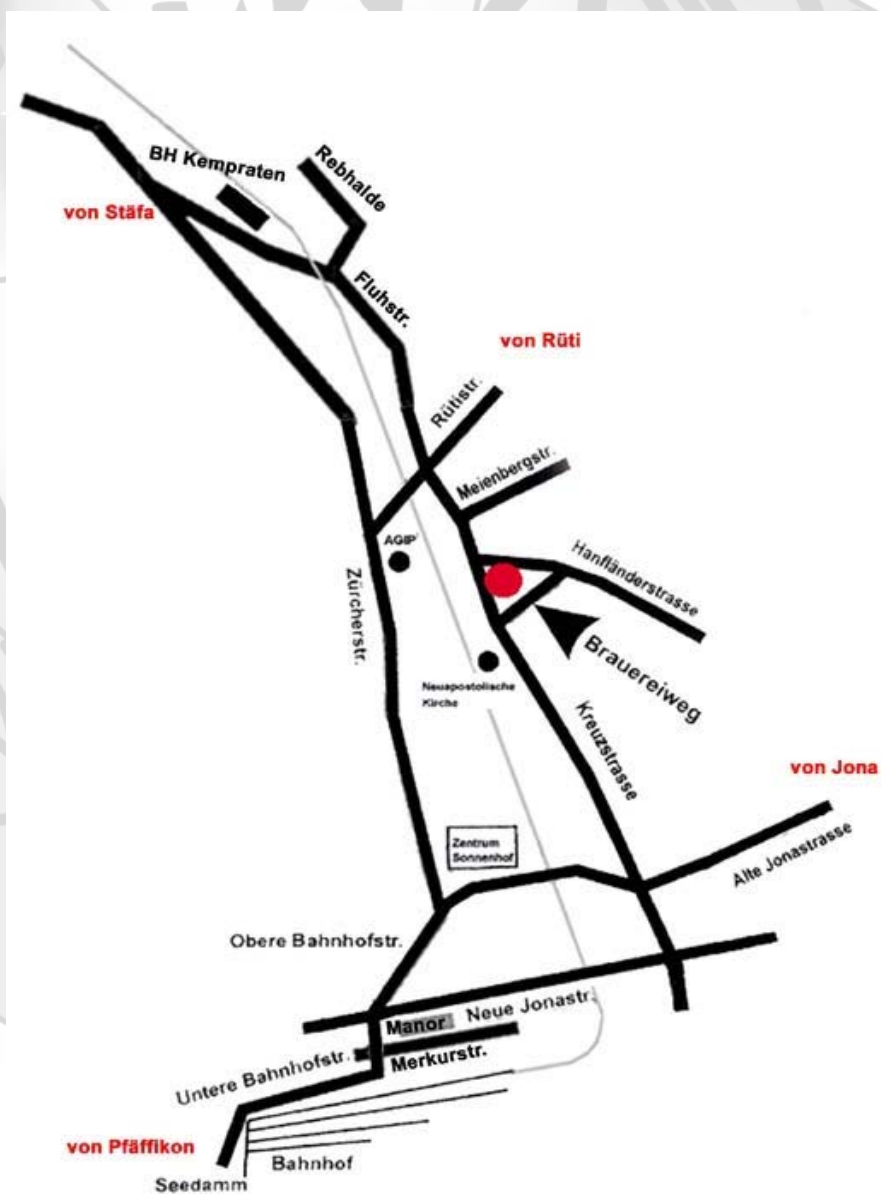 BH Kempraten
Rebhalde
von Stäfa
Fluhstr.
von Rüti
Rütistr.
Meienbergstr.
AGIP
Hanfländerstrasse
Zürcherstr.
Brauereiweg
Neuapostolische
Kirche
Kreuzstrasse
von Jona
Zentrum
Sonnenhof
Alte Jonastrasse
Obere Bahnhofstr.
Neue Jonastr.
Manor
Merkurstr.
Untere Bahnhofstr.
von Pfäffikon
Bahnhof
Seedamm